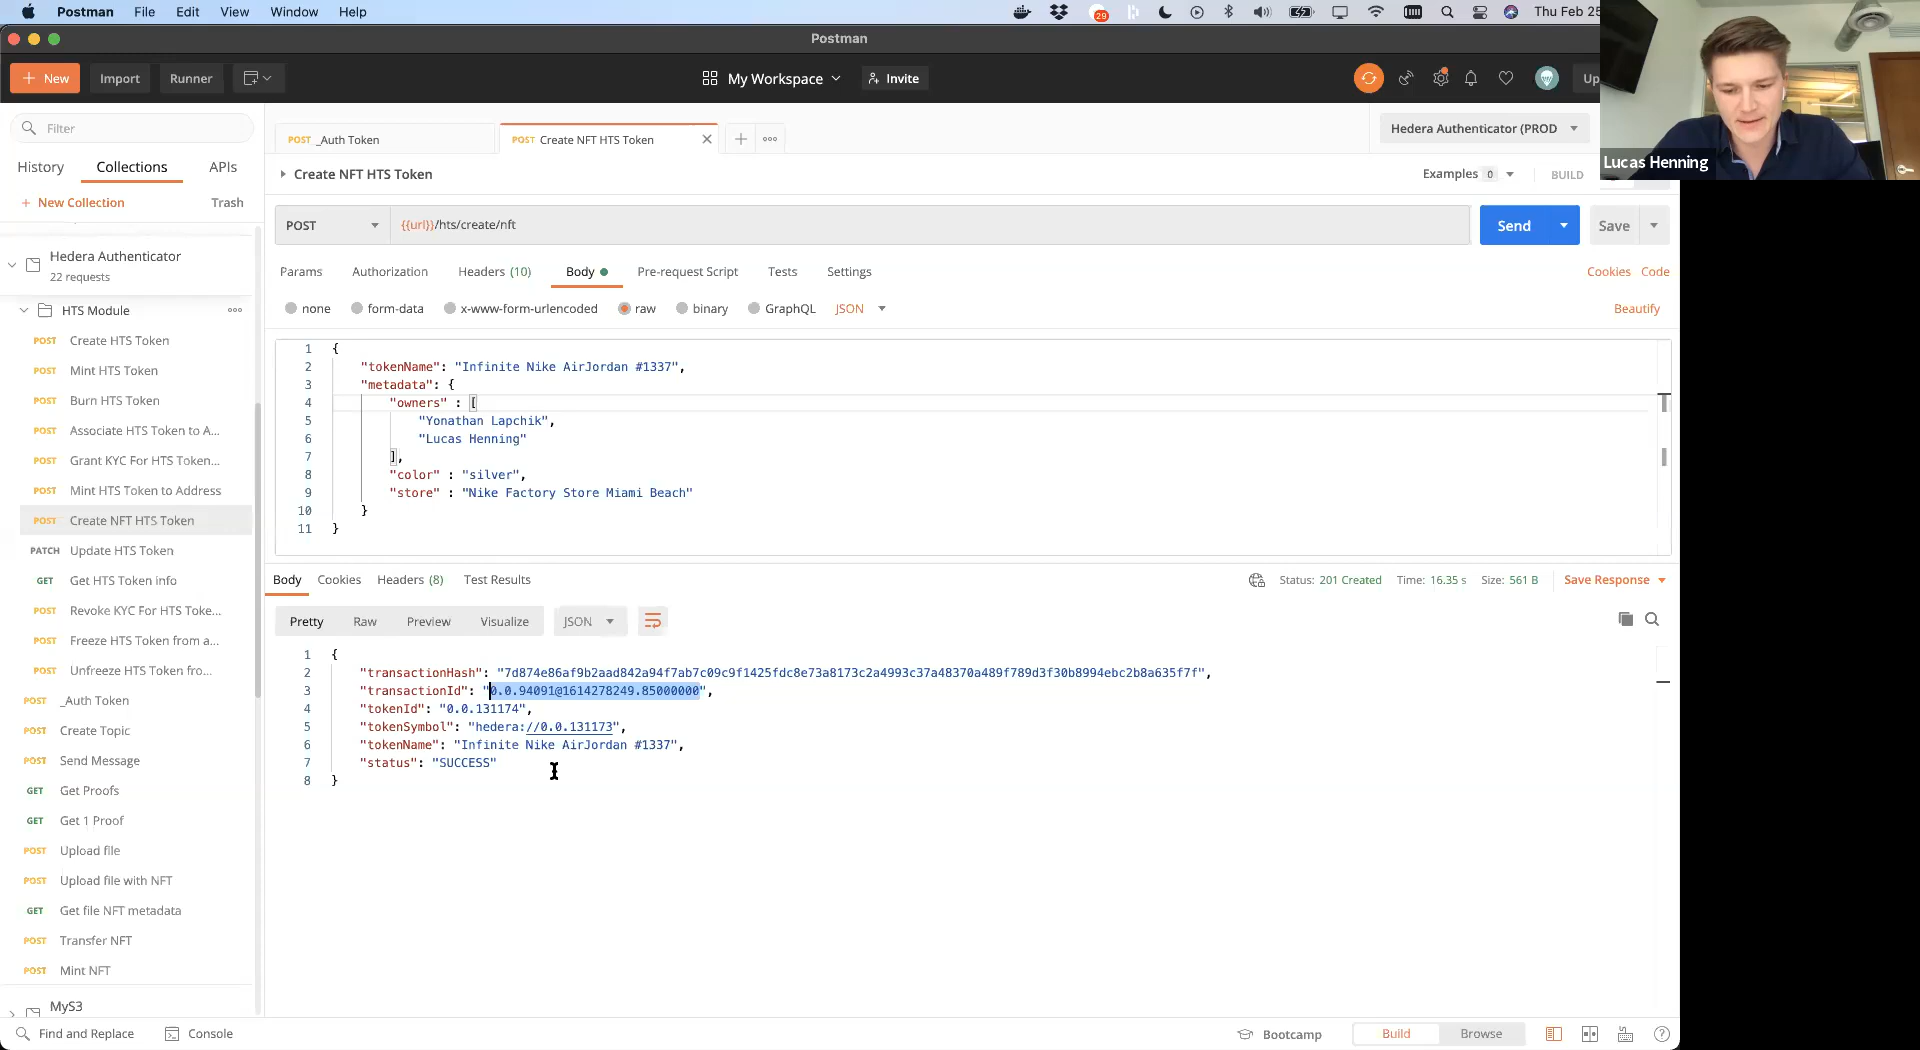 Postman File Edit View Window Help
29
Thu Feb 25
Postman
+ New Import Runner
My Workspace Invite
Up
Filter
History Collections APIs
+ New Collection Trash
Hedera Authenticator
22 requests
HTS Module
POST Create HTS Token
POST Mint HTS Token
POST Burn HTS Token
POST Associate HTS Token to A...
POST Grant KYC For HTS Token...
POST Mint HTS Token to Address
POST Create NFT HTS Token
PATCH Update HTS Token
GET Get HTS Token info
POST Revoke KYC For HTS Toke...
POST Freeze HTS Token from a...
POST Unfreeze HTS Token fro...
POST _Auth Token
POST Create Topic
POST Send Message
GET Get Proofs
GET Get 1 Proof
POST Upload file
POST Upload file with NFT
GET Get file NFT metadata
POST Transfer NFT
POST Mint NFT
MyS3
POST _Auth Token
POST Create NFT HTS Token
Hedera Authenticator (PROD
Lucas Henning
Create NFT HTS Token
Examples 0 BUILD
POST {{url}}/hts/create/nft
Send Save
Params Authorization Headers (10) Body Pre-request Script Tests Settings
Cookies Code
none form-data x-www-form-urlencoded raw binary GraphQL JSON
Beautify
1 {
2 "tokenName": "Infinite Nike AirJordan #1337",
3 "metadata": {
4 "owners" : [
5 "Yonathan Lapchik",
6 "Lucas Henning"
7 ],
8 "color" : "silver",
9 "store" : "Nike Factory Store Miami Beach"
10 }
11 }
Body Cookies Headers (8) Test Results
Status: 201 Created Time: 16.35 s Size: 561 B Save Response
Pretty Raw Preview Visualize JSON
1 {
2 "transactionHash": "7d874e86af9b2aad842a94f7ab7c09c9f1425fdc8e73a8173c2a4993c37a48370a489f789d3f30b8994ebc2b8a635f7f",
3 "transactionId": "0.0.94091@1614278249.85000000",
4 "tokenId": "0.0.131174",
5 "tokenSymbol": "hedera://0.0.131173",
6 "tokenName": "Infinite Nike AirJordan #1337",
7 "status": "SUCCESS"
8 }
Find and Replace Console
Bootcamp Build Browse